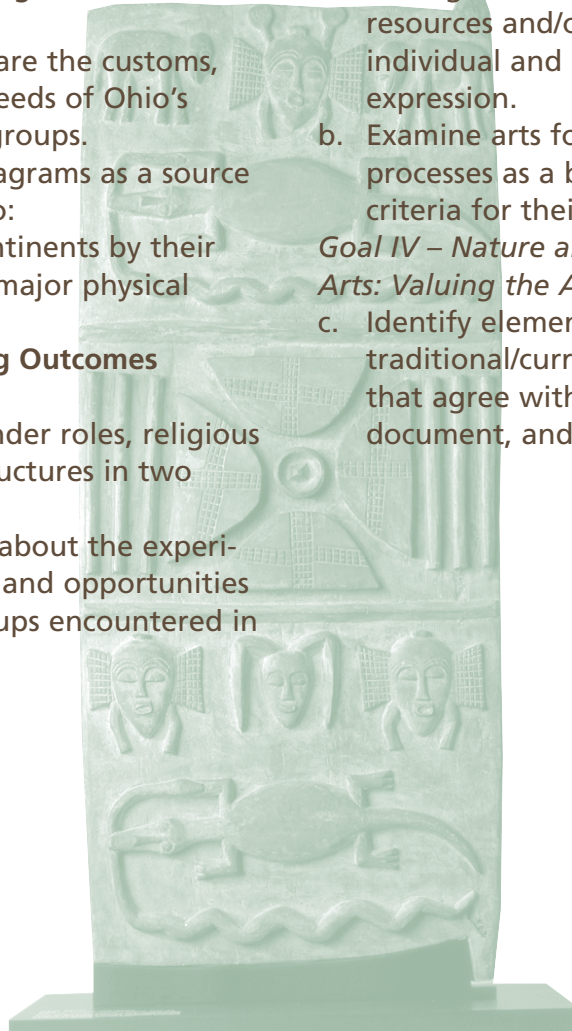 are the customs,
eeds of Ohio's
groups.
agrams as a source
o:
ntinents by their
major physical
g Outcomes
nder roles, religious
uctures in two
about the experi-
and opportunities
ups encountered in
resources and/o
individual and
expression.
b. Examine arts fo
processes as a b
criteria for thei
Goal IV – Nature a
Arts: Valuing the A
c. Identify elemen
traditional/curr
that agree with
document, and